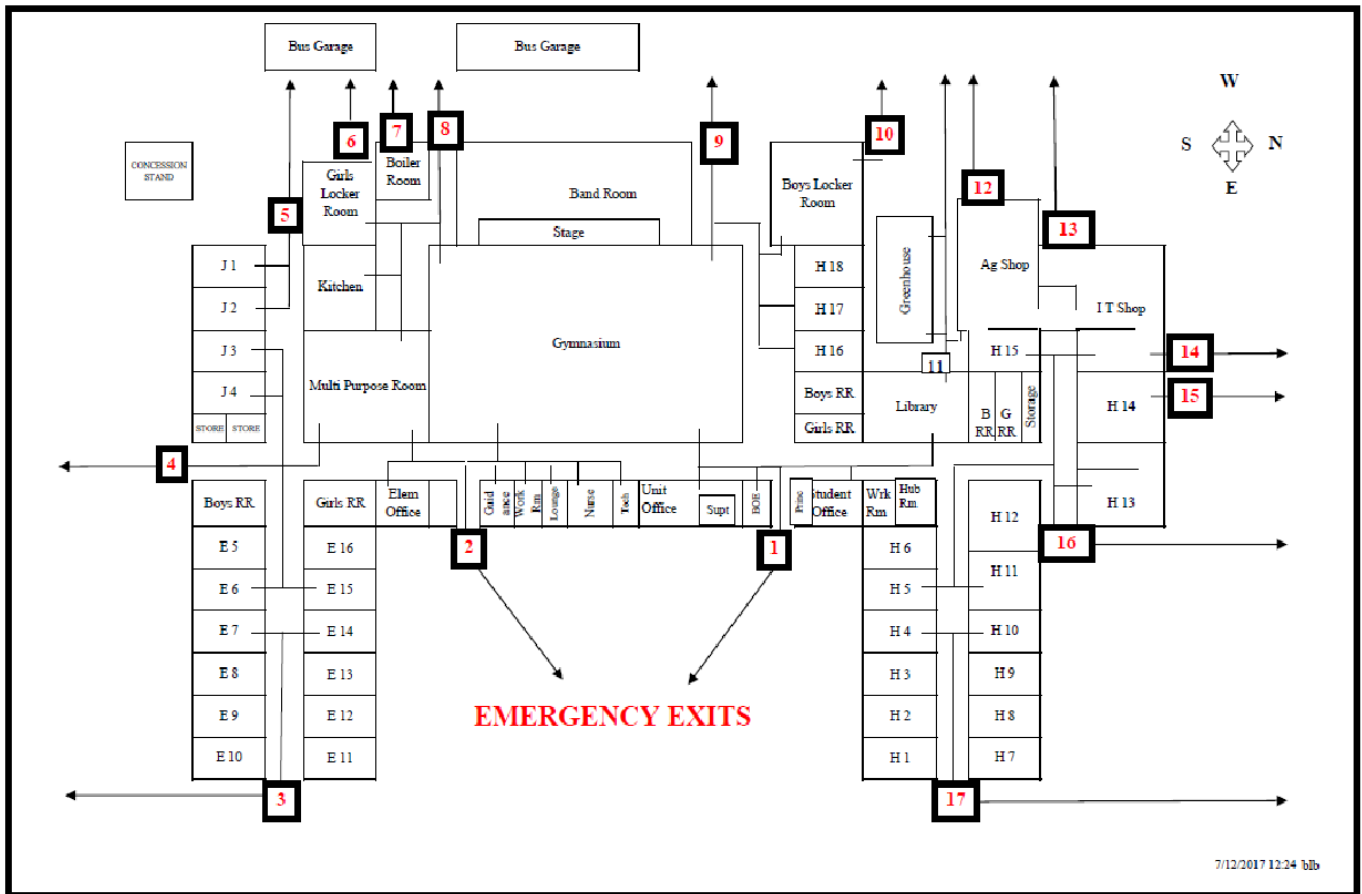 Bus Garage
Bus Garage
W
S
N
E
CONCESSION
STAND
5
6
7
8
9
10
12
13
Girls
Locker
Room
Boiler
Room
Band Room
Stage
Boys Locker
Room
Greenhouse
Ag Shop
I T Shop
J 1
J 2
J 3
J 4
STORE
STORE
Kitchen
Multi Purpose Room
Gymnasium
H 18
H 17
H 16
Boys RR
Girls RR
11
Library
H 15
B
RR
G
RR
Storage
14
15
H 14
H 13
4
Boys RR
Girls RR
Elem
Office
Guid
ance
Work
Rm
Lounge
Nurse
Tech
Unit
Office
Supt
BOE
Princ
Student
Office
Wrk
Rm
Hub
Rm
H 12
2
1
16
E 5
E 16
H 6
H 11
E 6
E 15
H 5
E 7
E 14
H 4
H 10
E 8
E 13
H 3
H 9
E 9
E 12
H 2
H 8
E 10
E 11
H 1
H 7
EMERGENCY EXITS
3
17
7/12/2017 12:24 blb